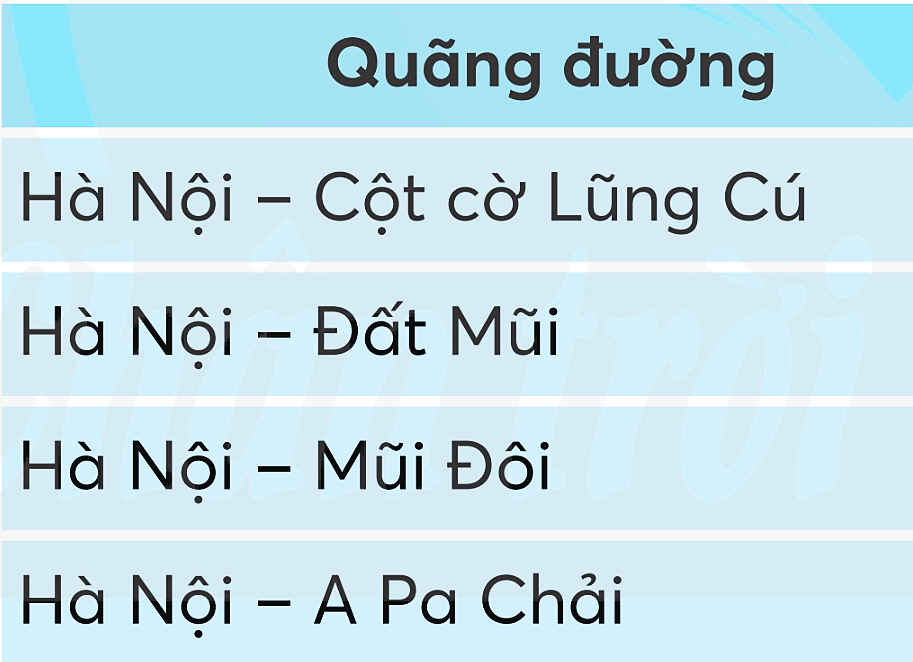 Quãng đường
Hà Nội – Cột cờ Lũng Cú
Hà Nội – Đất Mũi
Hà Nội – Mũi Đôi
Hà Nội – A Pa Chải